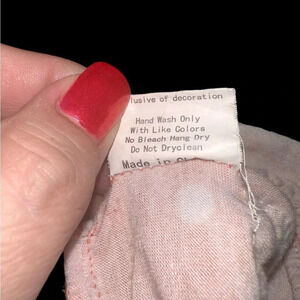 lusive of decoration
Hand Wash Only
With Like Colors
No Bleach Hang Dry
Do Not Dryclean
Made in